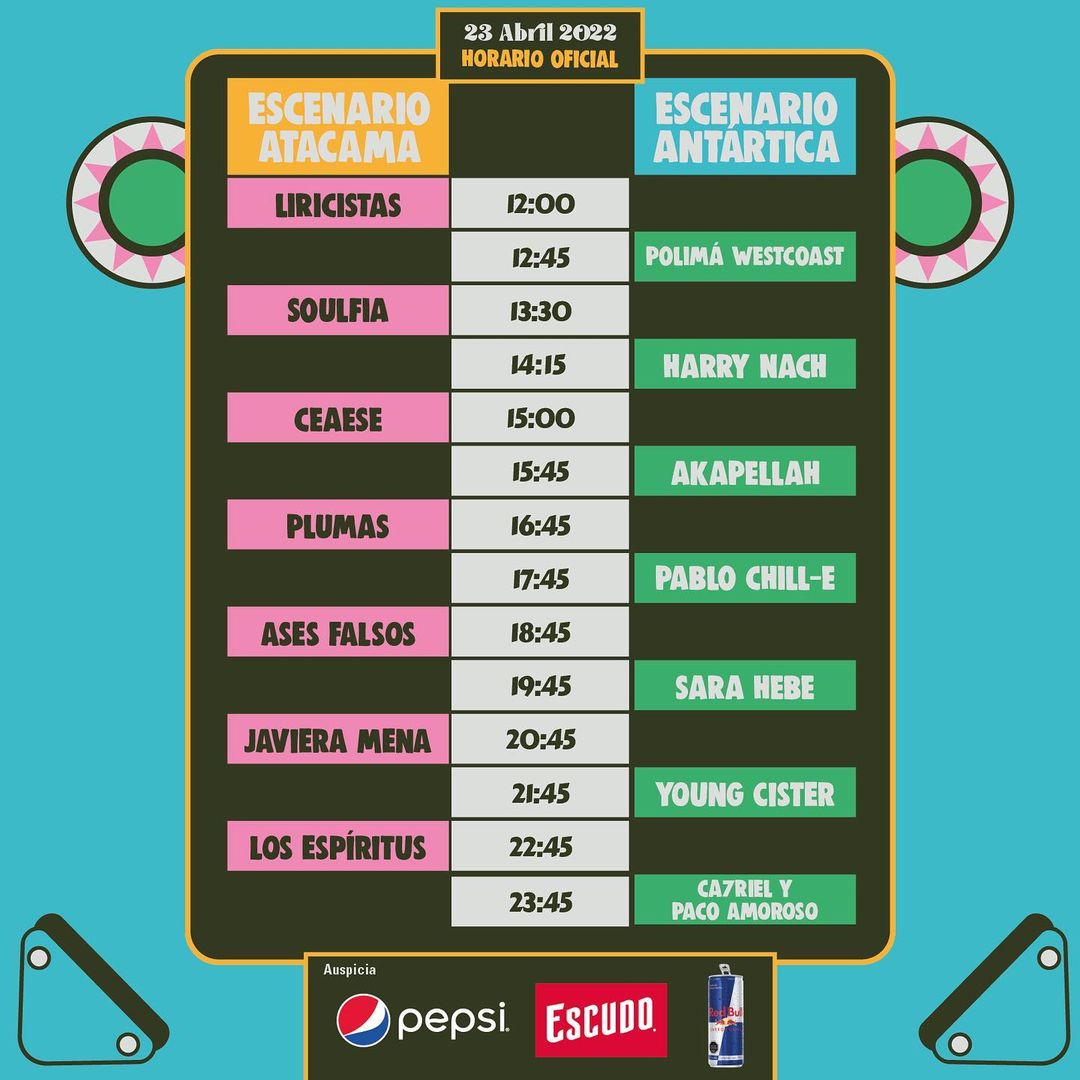 23 Abril 2022
HORARIO OFICIAL
ESCENARIO
ATACAMA
ESCENARIO
ANTÁRTICA
LIRICISTAS 12:00
12:45 POLIMÁ WESTCOAST
SOULFIA 13:30
14:15 HARRY NACH
CEAESE 15:00
15:45 AKAPELLAH
PLUMAS 16:45
17:45 PABLO CHILL-E
ASES FALSOS 18:45
19:45 SARA HEBE
JAVIERA MENA 20:45
21:45 YOUNG CISTER
LOS ESPÍRITUS 22:45
23:45 CA7RIEL Y
PACO AMOROSO
Auspicia
pepsi.
ESCUDO.
Red Bull